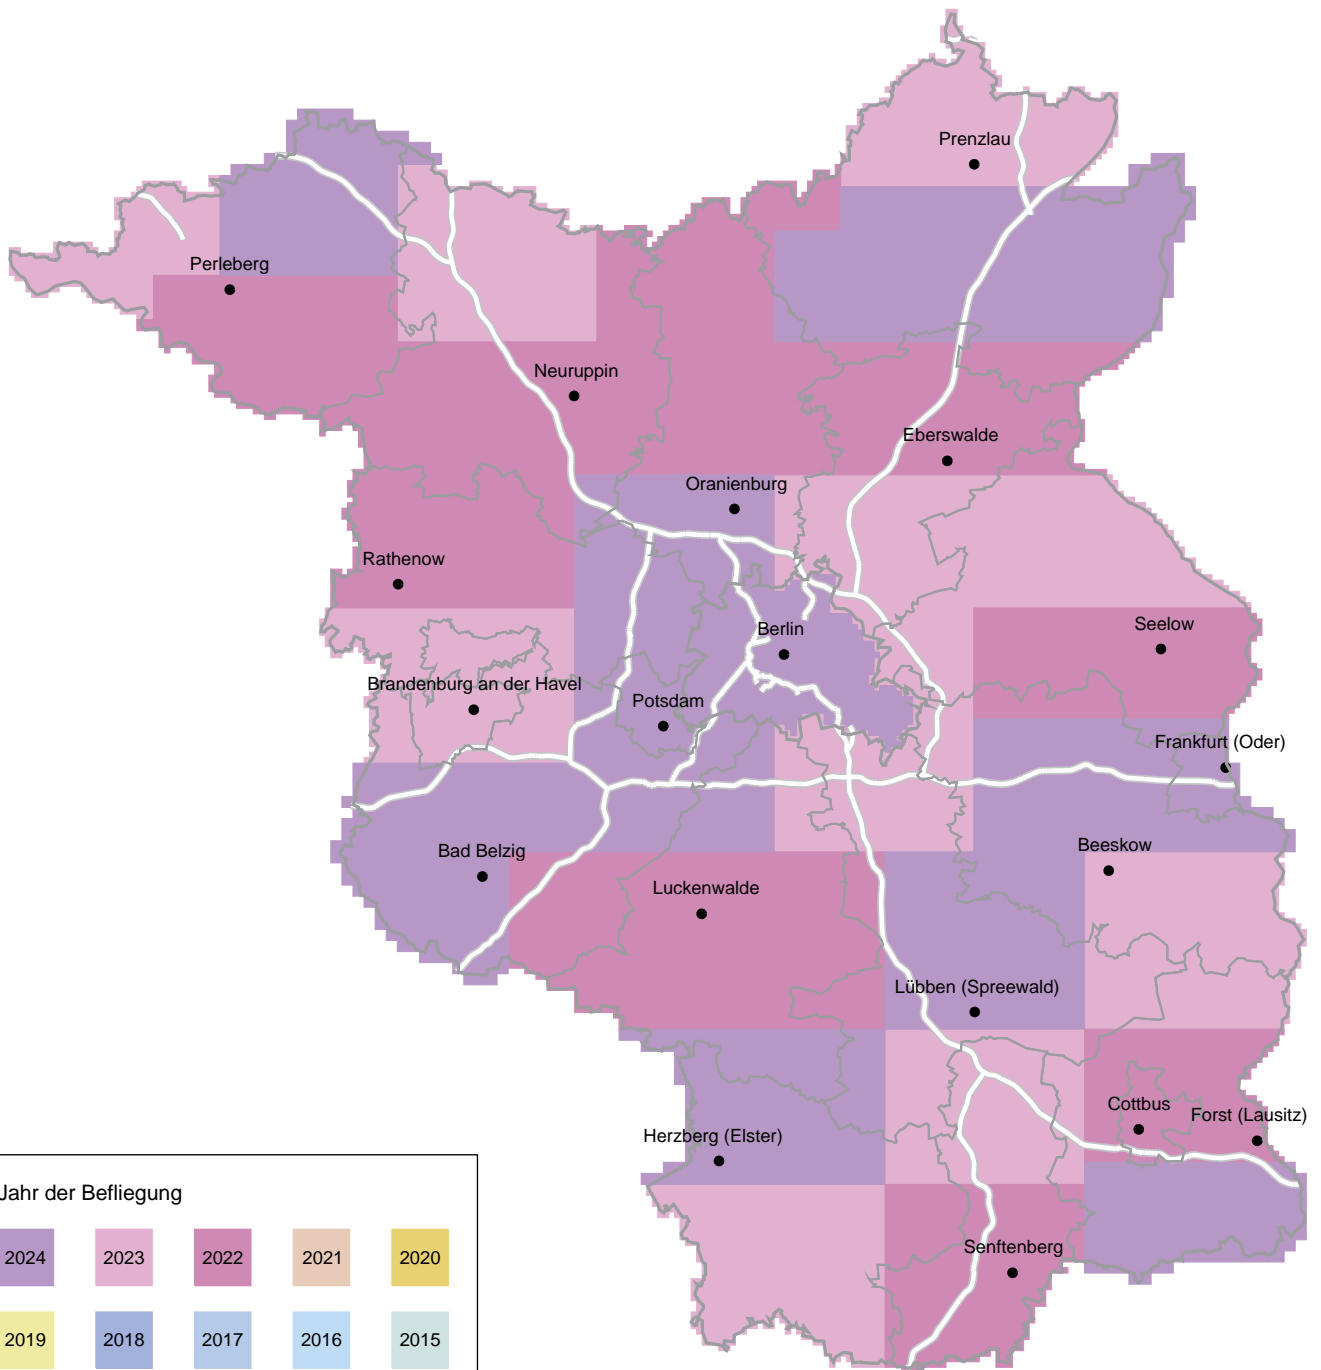 Prenzlau
Perleberg
Neuruppin
Eberswalde
Oranienburg
Rathenow
Seelow
Berlin
Brandenburg an der Havel
Potsdam
Frankfurt (Oder)
Beeskow
Bad Belzig
Luckenwalde
Lübben (Spreewald)
Cottbus
Forst (Lausitz)
Herzberg (Elster)
Senftenberg
Jahr der Befliegung
2024 2023 2022 2021 2020
2019 2018 2017 2016 2015